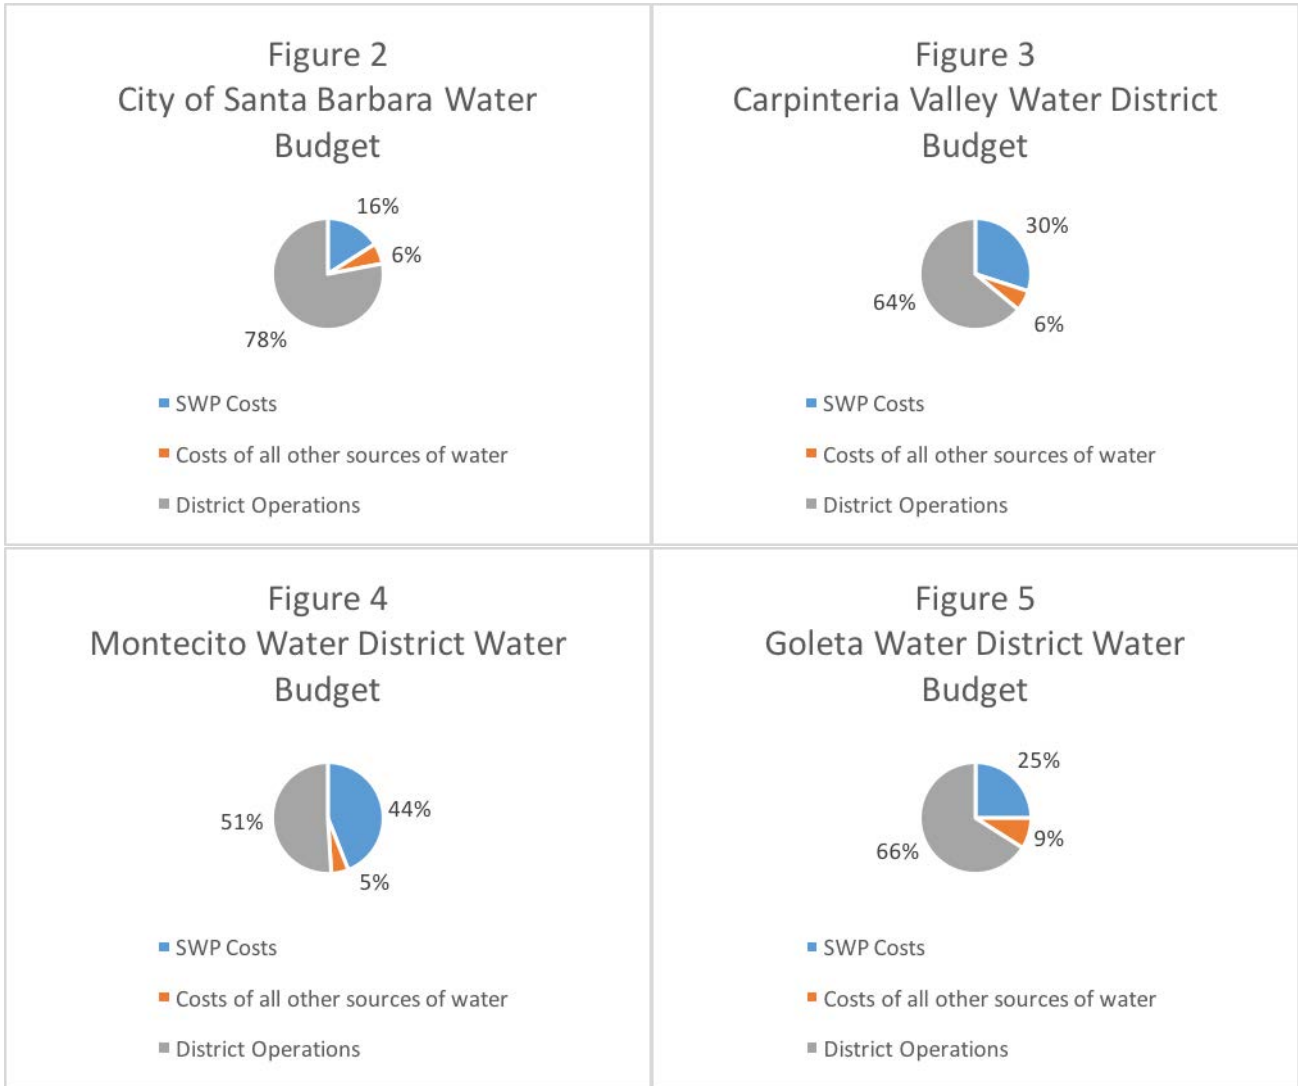 Figure 2
City of Santa Barbara Water
Budget
16%
6%
78%
SWP Costs
Costs of all other sources of water
District Operations
Figure 3
Carpinteria Valley Water District
Budget
30%
64%
6%
SWP Costs
Costs of all other sources of water
District Operations
Figure 4
Montecito Water District Water
Budget
44%
51%
5%
SWP Costs
Costs of all other sources of water
District Operations
Figure 5
Goleta Water District Water
Budget
25%
9%
66%
SWP Costs
Costs of all other sources of water
District Operations